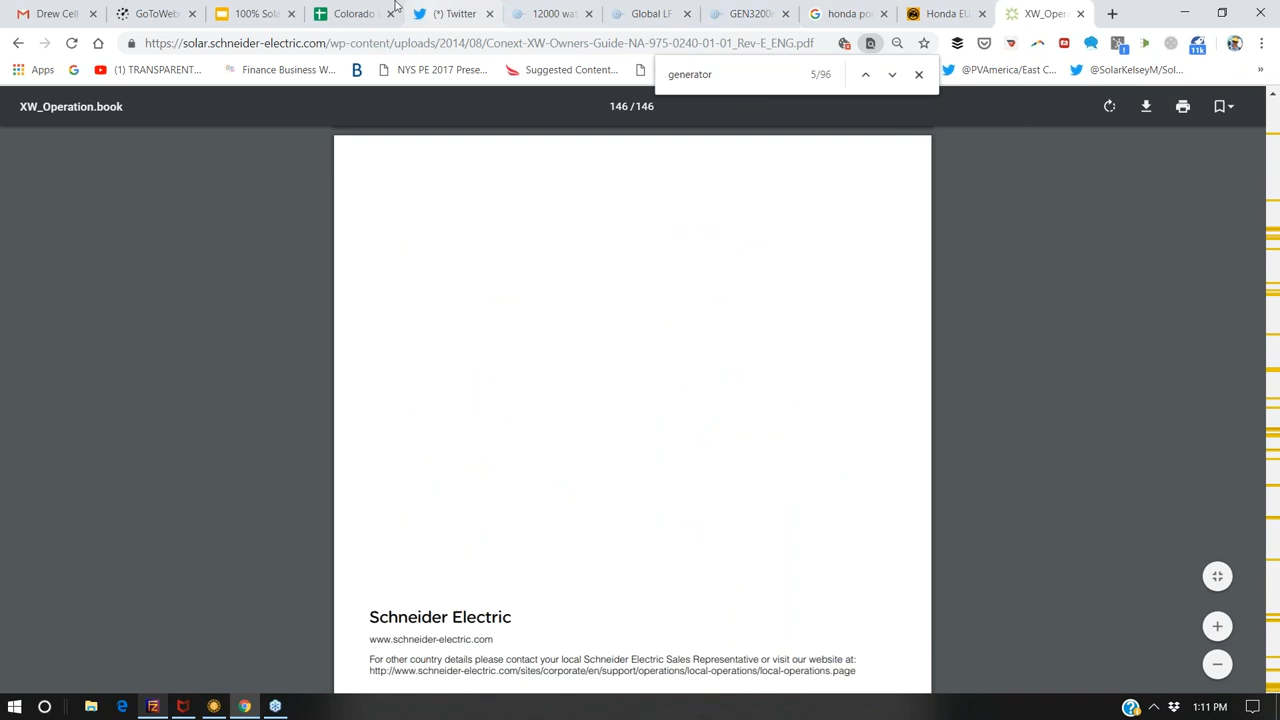 Drew Cell
GoToWeb
100% Sola
Colorado
(*) Twitter
12000 wat
Global LF
GEN3200
honda po
Honda EU
XW_Oper
https://solar.schneider-electric.com/wp-content/uploads/2014/08/Conext-XW-Owners-Guide-NA-975-0240-01-01_Rev-E_ENG.pdf
11k
Apps
(1) TRANSPARENT...
Finance Business W...
B
NYS PE 2017 Prese...
Suggested Content...
@PVAmerica/East C...
@SolarKelseyM/Sol...
generator
5/96
XW_Operation.book
146 / 146
Schneider Electric
www.schneider-electric.com
For other country details please contact your local Schneider Electric Sales Representative or visit our website at:
http://www.schneider-electric.com/sites/corporate/en/support/operations/local-operations/local-operations.page
1:11 PM